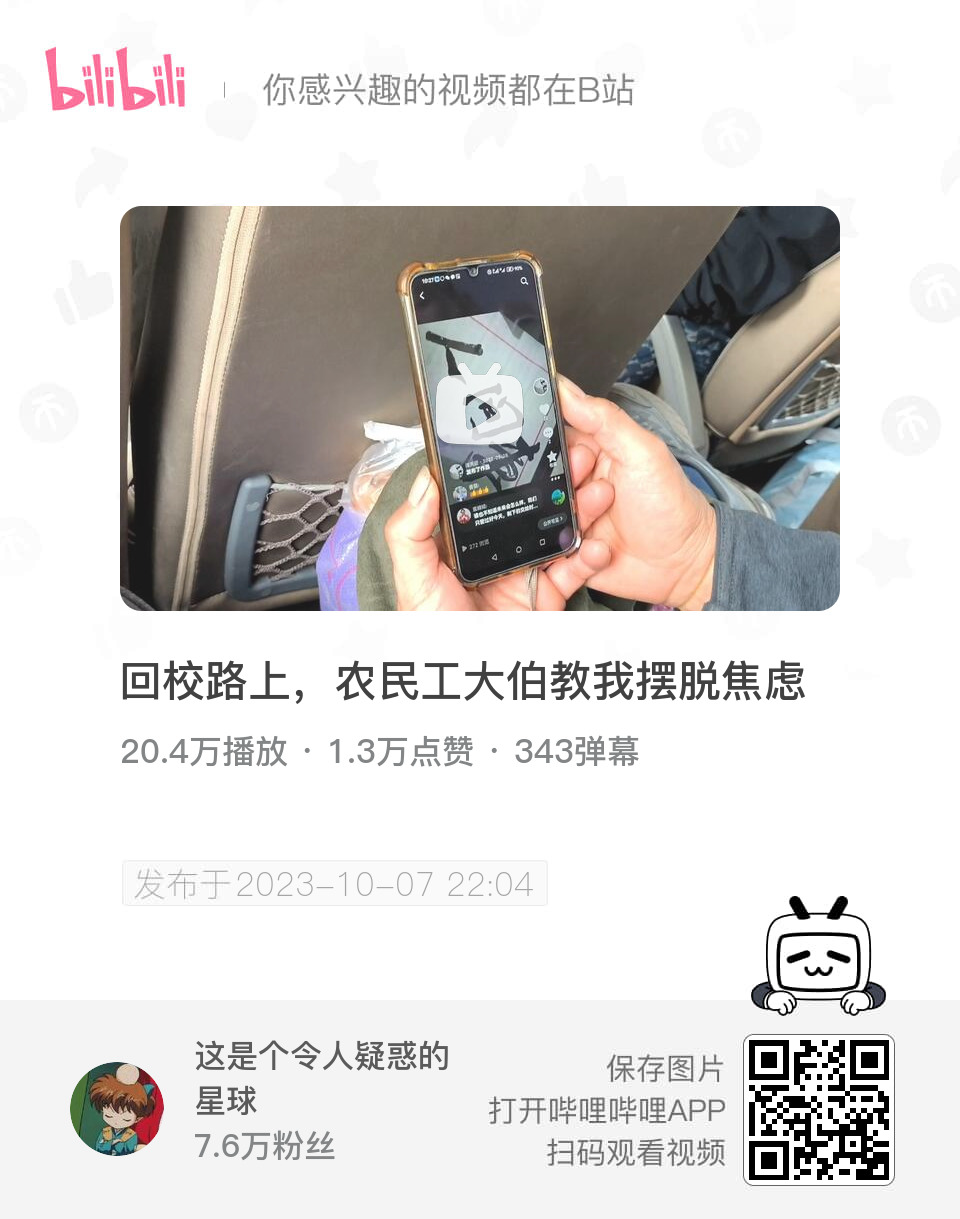 bilibili
你感兴趣的视频都在B站
回校路上，农民工大伯教我摆脱焦虑
20.4万播放 · 1.3万点赞 · 343弹幕
发布于2023-10-07 22:04
这是个令人疑惑的
星球
7.6万粉丝
保存图片
打开哔哩哔哩APP
扫码观看视频